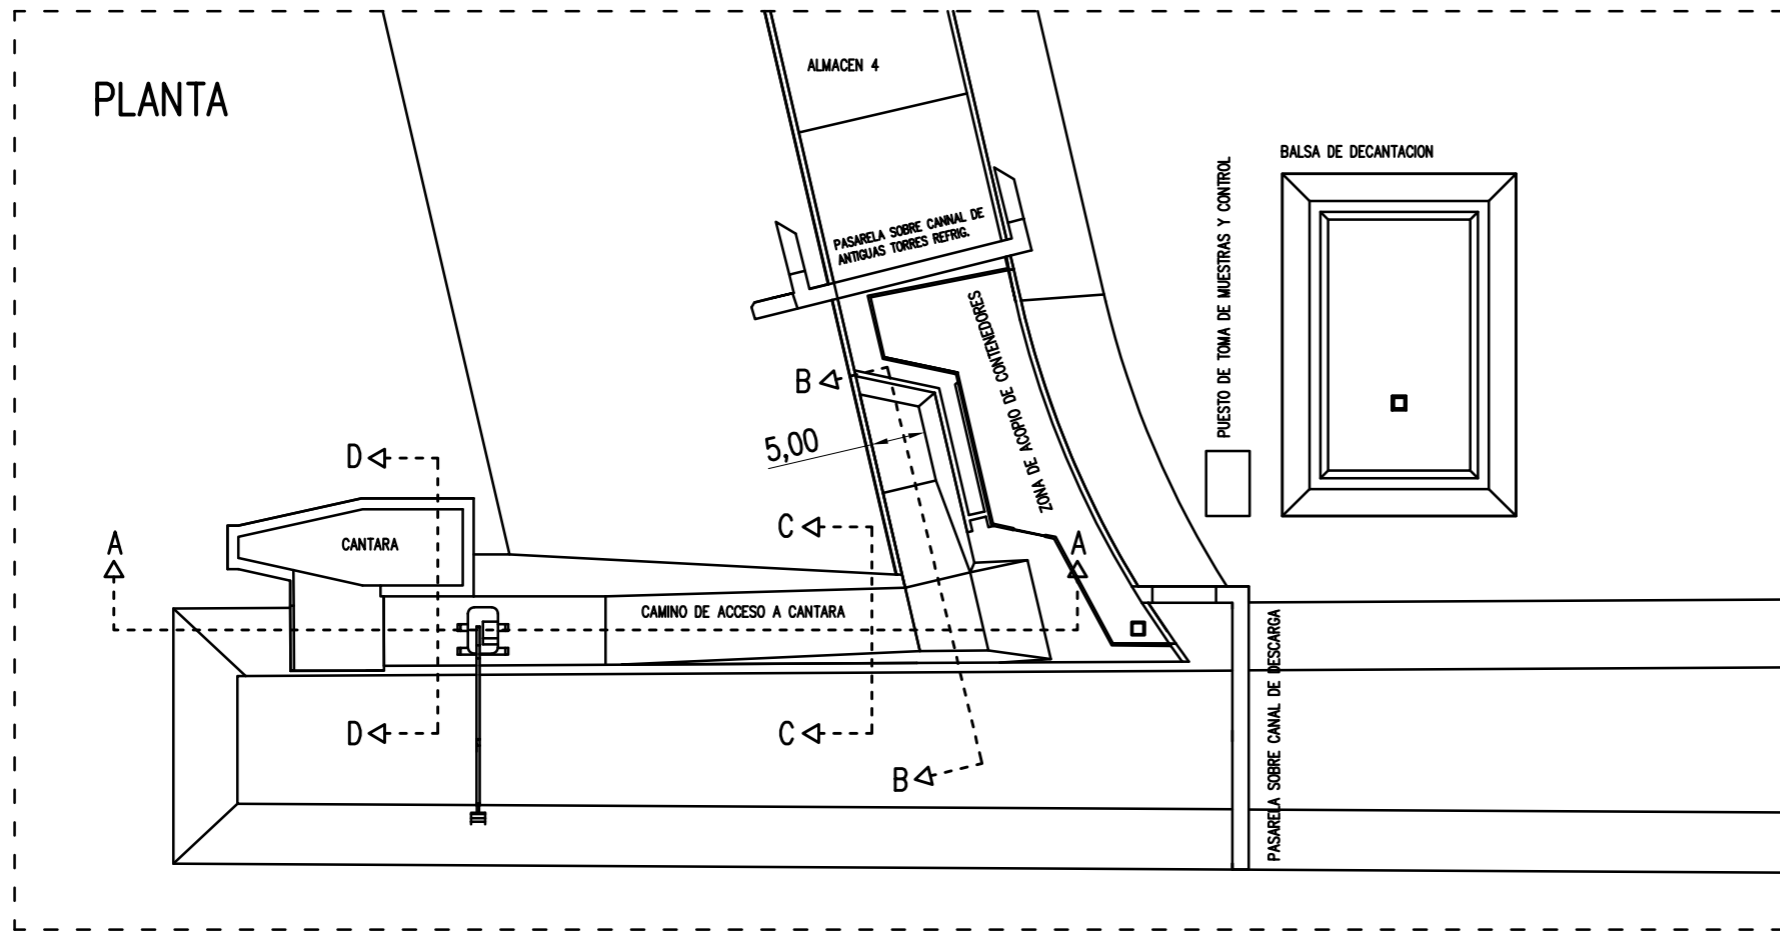 PLANTA
ALMACEN 4
BALSA DE DECANTACION
PUESTO DE TOMA DE MUESTRAS Y CONTROL
PASARELA SOBRE CANNAL DE
ANTIGUAS TORRES REFRIG.
ZONA DE ACOPIO DE CONTENEDORES
B
5,00
D
C
A
CANTARA
A
CAMINO DE ACCESO A CANTARA
PASARELA SOBRE CANAL DE DESCARGA
D
C
B